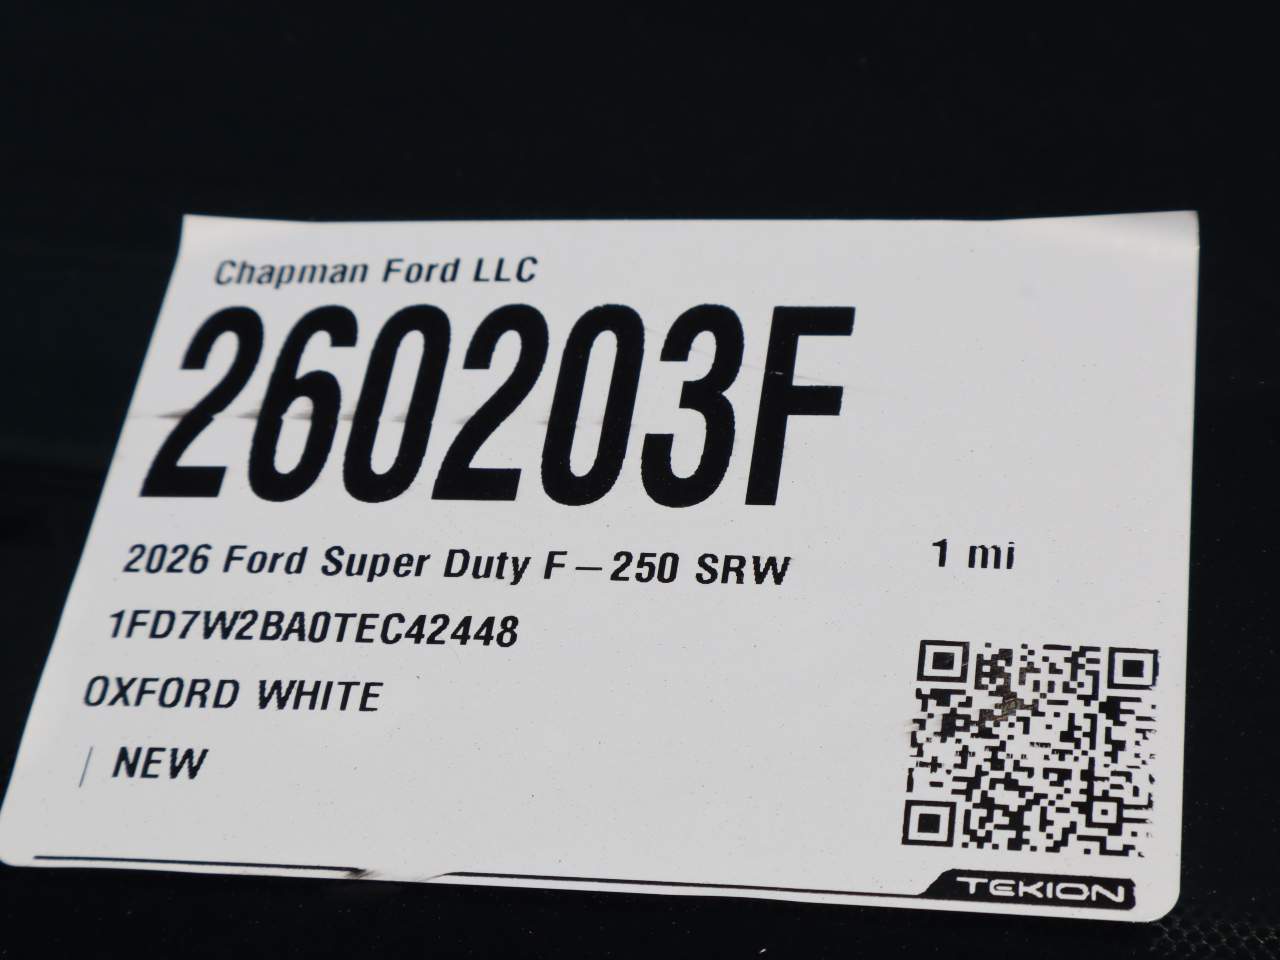 Chapman Ford LLC
260203F
2026 Ford Super Duty F-250 SRW
1 mi
1FD7W2BA0TEC42448
OXFORD WHITE
| NEW
TEKION